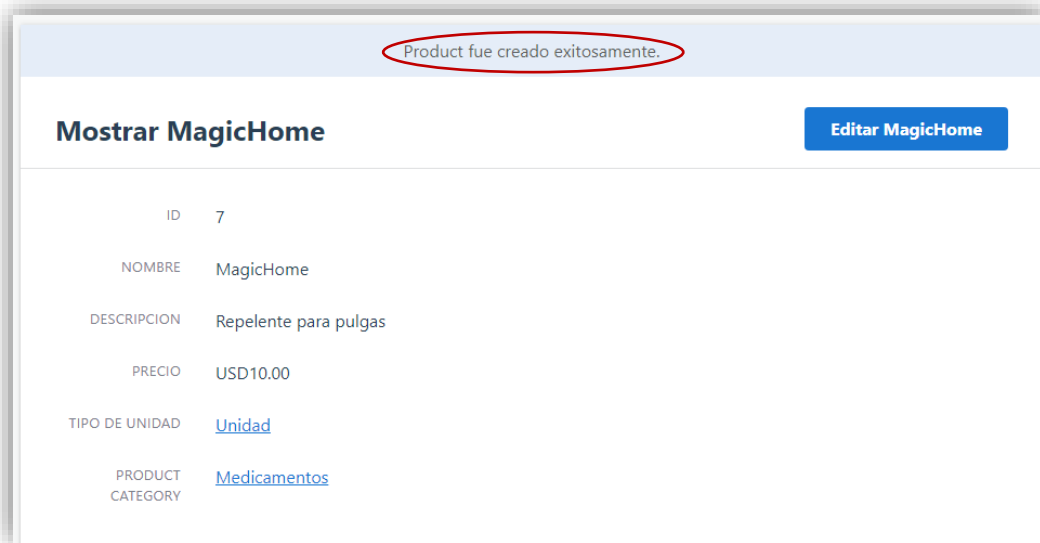 Product fue creado exitosamente.
Mostrar MagicHome
Editar MagicHome
ID 7
NOMBRE MagicHome
DESCRIPCION Repelente para pulgas
PRECIO USD10.00
TIPO DE UNIDAD Unidad
PRODUCT CATEGORY Medicamentos